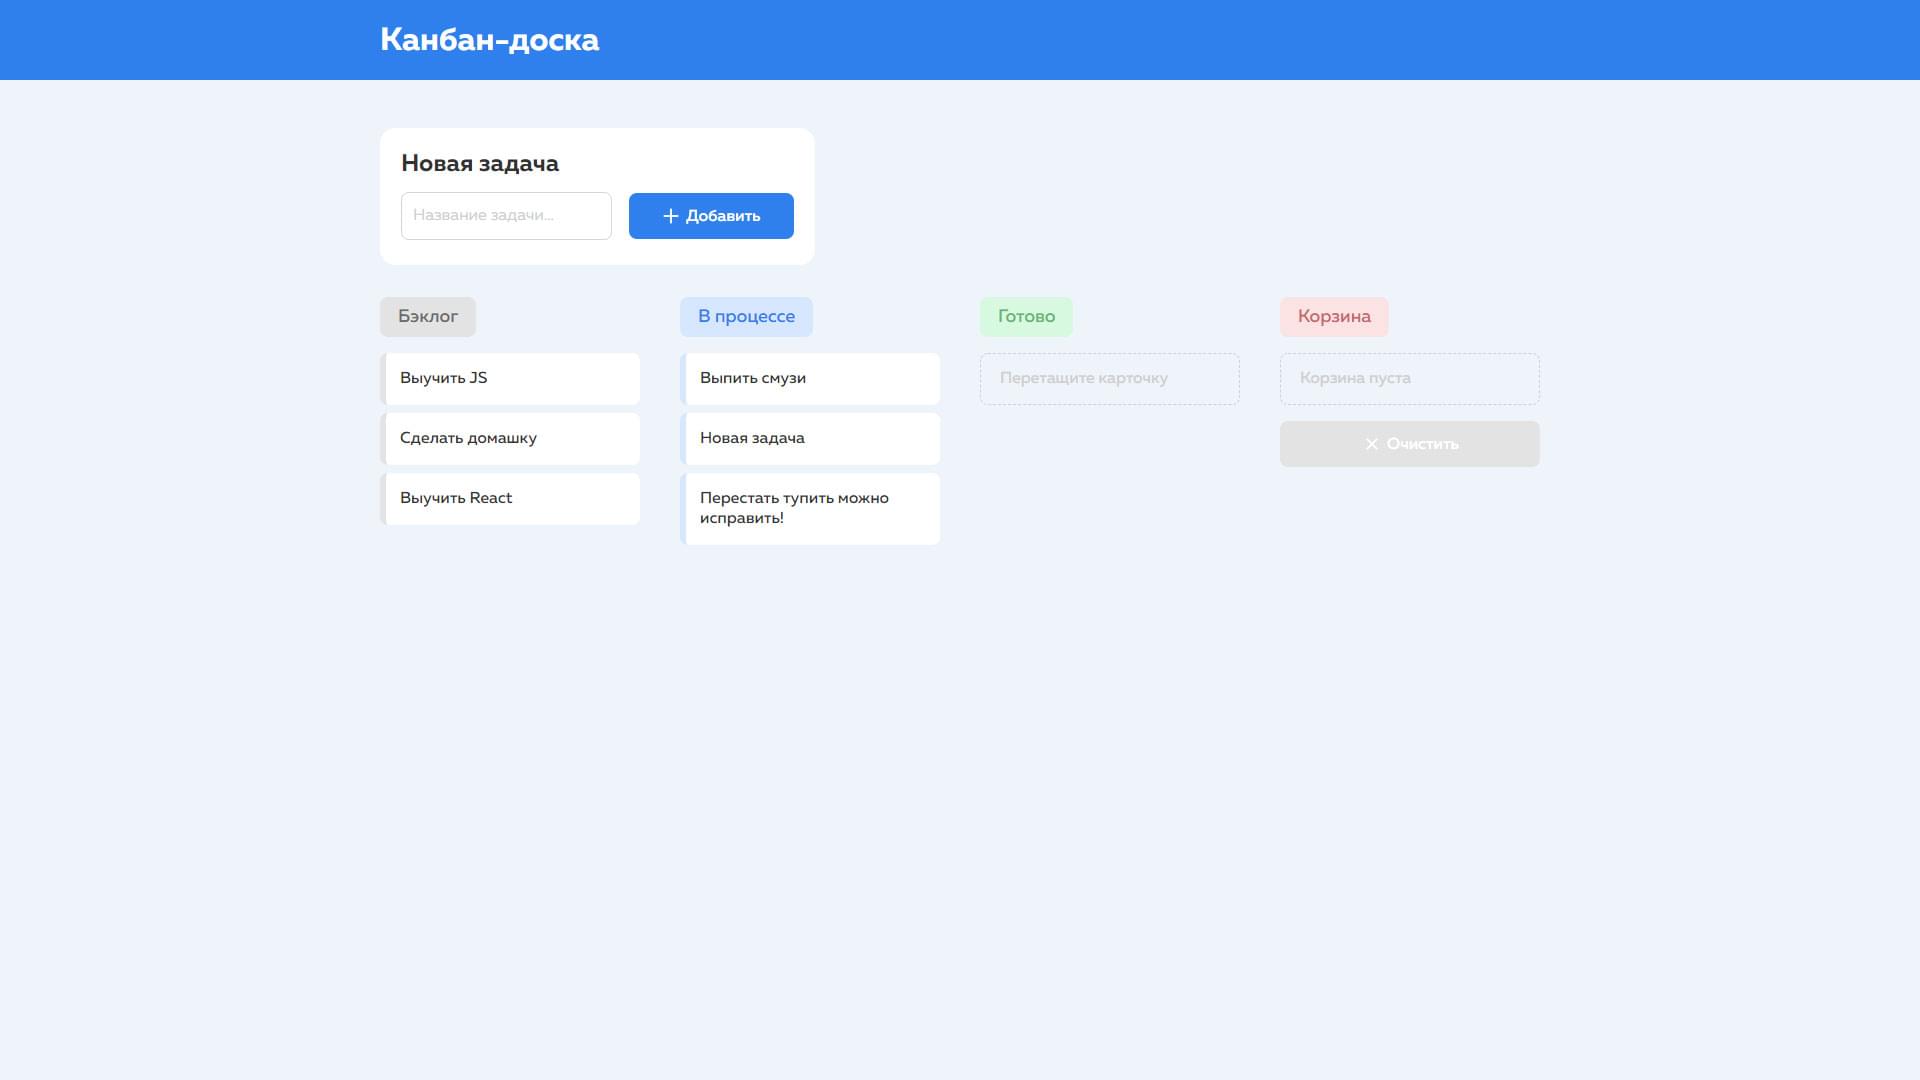 Канбан-доска
Новая задача
Название задачи...
Добавить
Бэклог
Выучить JS
Сделать домашку
Выучить React
В процессе
Выпить смузи
Новая задача
Перестать тупить можно
исправить!
Готово
Перетащите карточку
Корзина
Корзина пуста
Очистить